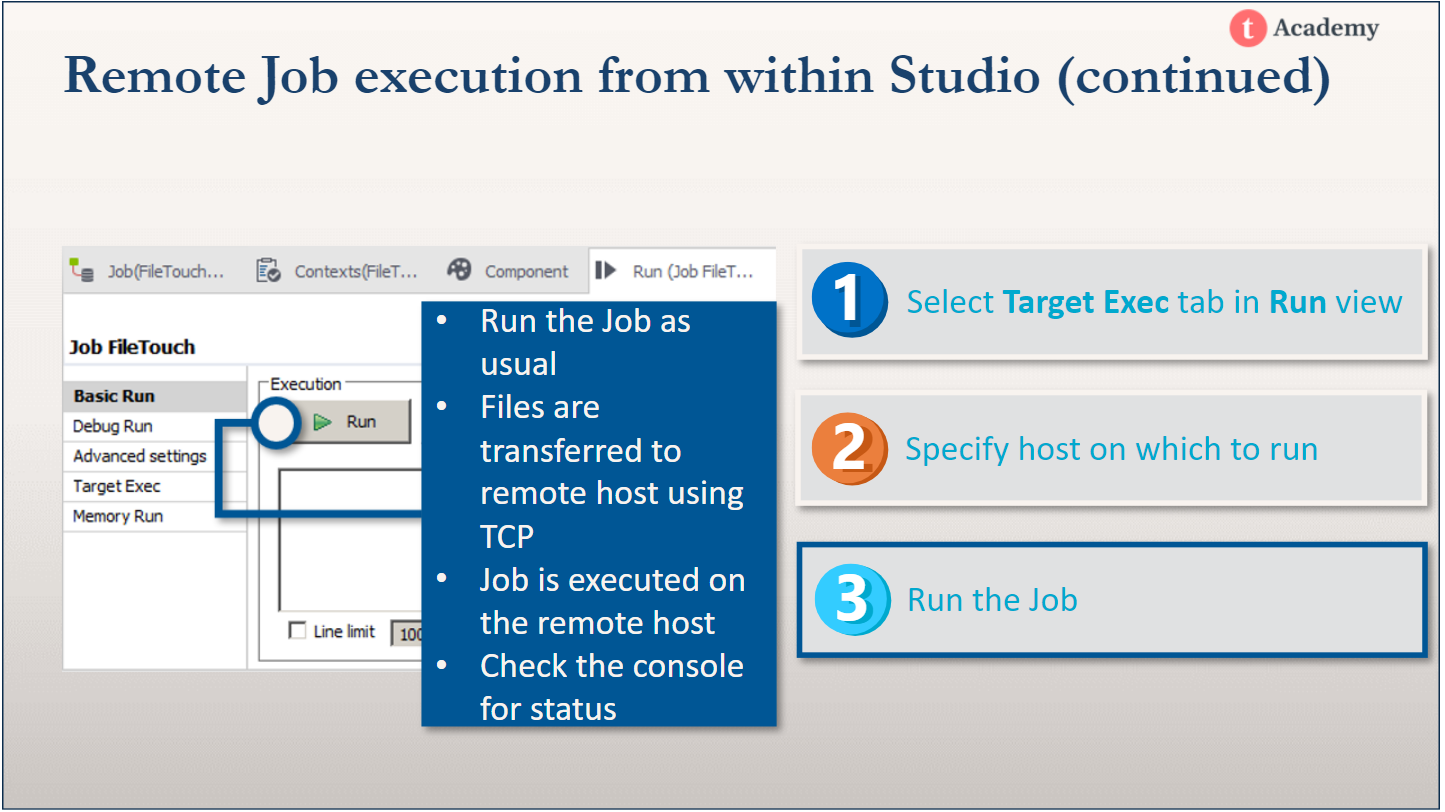 t Academy
Remote Job execution from within Studio (continued)
Job(FileTouch...
Contexts(FileT...
Component
Run (Job FileT...
Job FileTouch
Basic Run
Debug Run
Advanced settings
Target Exec
Memory Run
Execution
Run
Line limit
100
• Run the Job as
usual
• Files are
transferred to
remote host using
TCP
• Job is executed on
the remote host
• Check the console
for status
1 Select Target Exec tab in Run view
2 Specify host on which to run
3 Run the Job